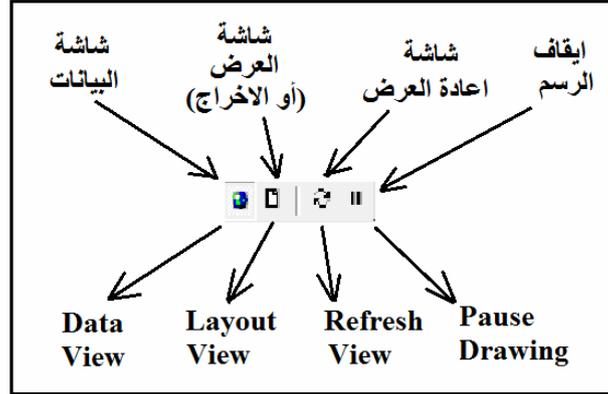 شاشة
البيانات
شاشة
العرض
(أو الاخراج)
شاشة
اعادة العرض
ايقاف
الرسم
Data
View
Layout
View
Refresh
View
Pause
Drawing